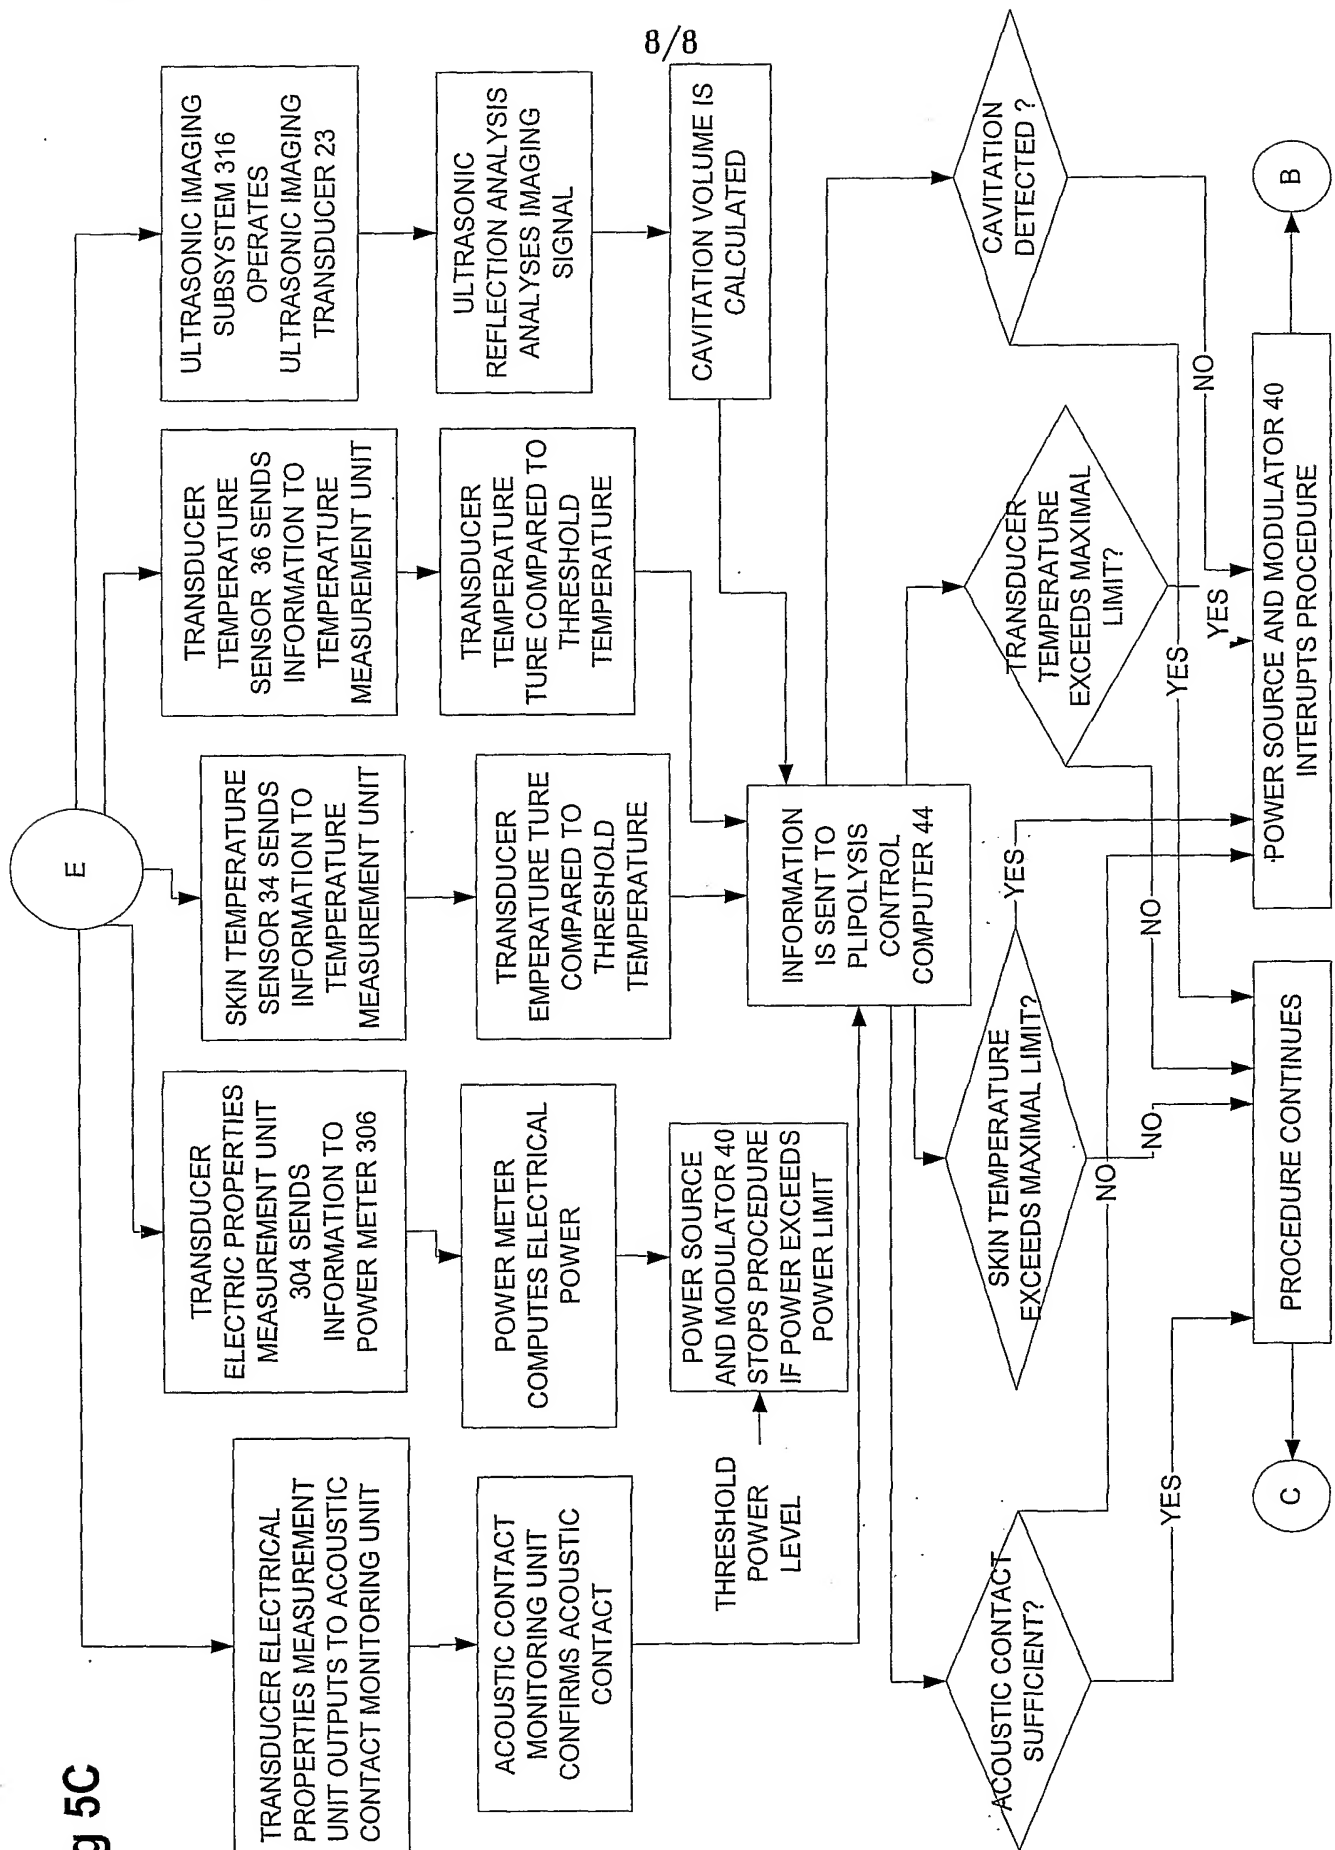 8/8
g 5C
E
TRANSDUCER ELECTRICAL
PROPERTIES MEASUREMENT
UNIT OUTPUTS TO ACOUSTIC
CONTACT MONITORING UNIT
TRANSDUCER
ELECTRIC PROPERTIES
MEASUREMENT UNIT
304 SENDS
INFORMATION TO
POWER METER 306
SKIN TEMPERATURE
SENSOR 34 SENDS
INFORMATION TO
TEMPERATURE
MEASUREMENT UNIT
TRANSDUCER
TEMPERATURE
SENSOR 36 SENDS
INFORMATION TO
TEMPERATURE
MEASUREMENT UNIT
ULTRASONIC IMAGING
SUBSYSTEM 316
OPERATES
ULTRASONIC IMAGING
TRANSDUCER 23
ACOUSTIC CONTACT
MONITORING UNIT
CONFIRMS ACOUSTIC
CONTACT
POWER METER
COMPUTES ELECTRICAL
POWER
TRANSDUCER
EMPERATURE TURE
COMPARED TO
THRESHOLD
TEMPERATURE
TRANSDUCER
TEMPERATURE
TURE COMPARED TO
THRESHOLD
TEMPERATURE
ULTRASONIC
REFLECTION ANALYSIS
ANALYSES IMAGING
SIGNAL
THRESHOLD
POWER
LEVEL
POWER SOURCE
AND MODULATOR 40
STOPS PROCEDURE
IF POWER EXCEEDS
POWER LIMIT
CAVITATION VOLUME IS
CALCULATED
INFORMATION
IS SENT TO
PLIPOLYSIS
CONTROL
COMPUTER 44
ACOUSTIC CONTACT
SUFFICIENT?
SKIN TEMPERATURE
EXCEEDS MAXIMAL LIMIT?
TRANSDUCER
TEMPERATURE
EXCEEDS MAXIMAL
LIMIT?
CAVITATION
DETECTED ?
YES
NO
NO
YES
NO
YES
YES
NO
C
PROCEDURE CONTINUES
POWER SOURCE AND MODULATOR 40
INTERUPTS PROCEDURE
B